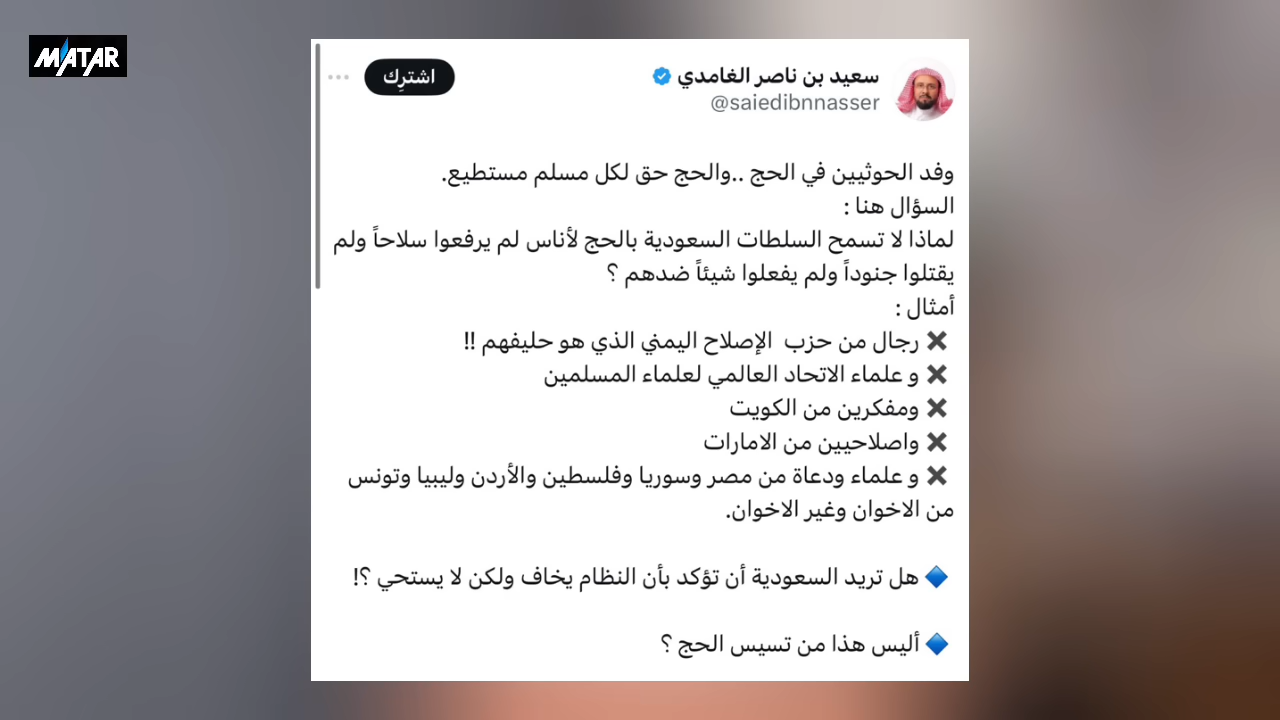 MATAR
سعيد بن ناصر الغامدي
@saiedibnnasser
اشترِك
وفد الحوثيين في الحج ..والحج حق لكل مسلم مستطيع.
السؤال هنا :
لماذا لا تسمح السلطات السعودية بالحج لأناس لم يرفعوا سلاحاً ولم
يقتلوا جنوداً ولم يفعلوا شيئاً ضدهم ؟
أمثال :
✖️ رجال من حزب الإصلاح اليمني الذي هو حليفهم !!
✖️ و علماء الاتحاد العالمي لعلماء المسلمين
✖️ ومفكرين من الكويت
✖️ واصلاحيين من الامارات
✖️ و علماء ودعاة من مصر وسوريا وفلسطين والأردن وليبيا وتونس
من الاخوان وغير الاخوان.
🔷 هل تريد السعودية أن تؤكد بأن النظام يخاف ولكن لا يستحي ؟!
🔷 أليس هذا من تسيس الحج ؟